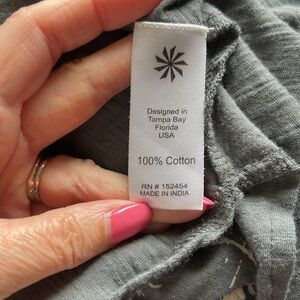 Designed in
Tampa Bay
Florida
USA
100% Cotton
RN # 152454
MADE IN INDIA